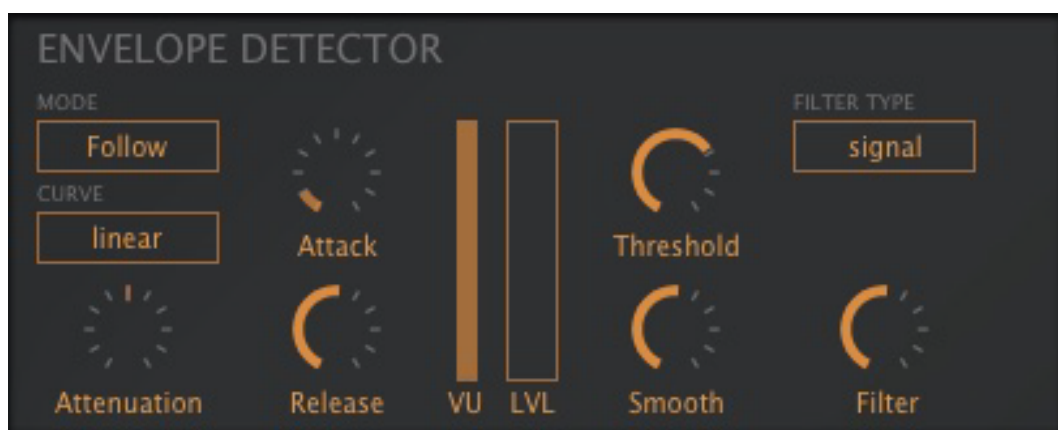 ENVELOPE DETECTOR
MODE
Follow
CURVE
linear
Attenuation
Attack
Release
VU
LVL
Threshold
Smooth
FILTER TYPE
signal
Filter